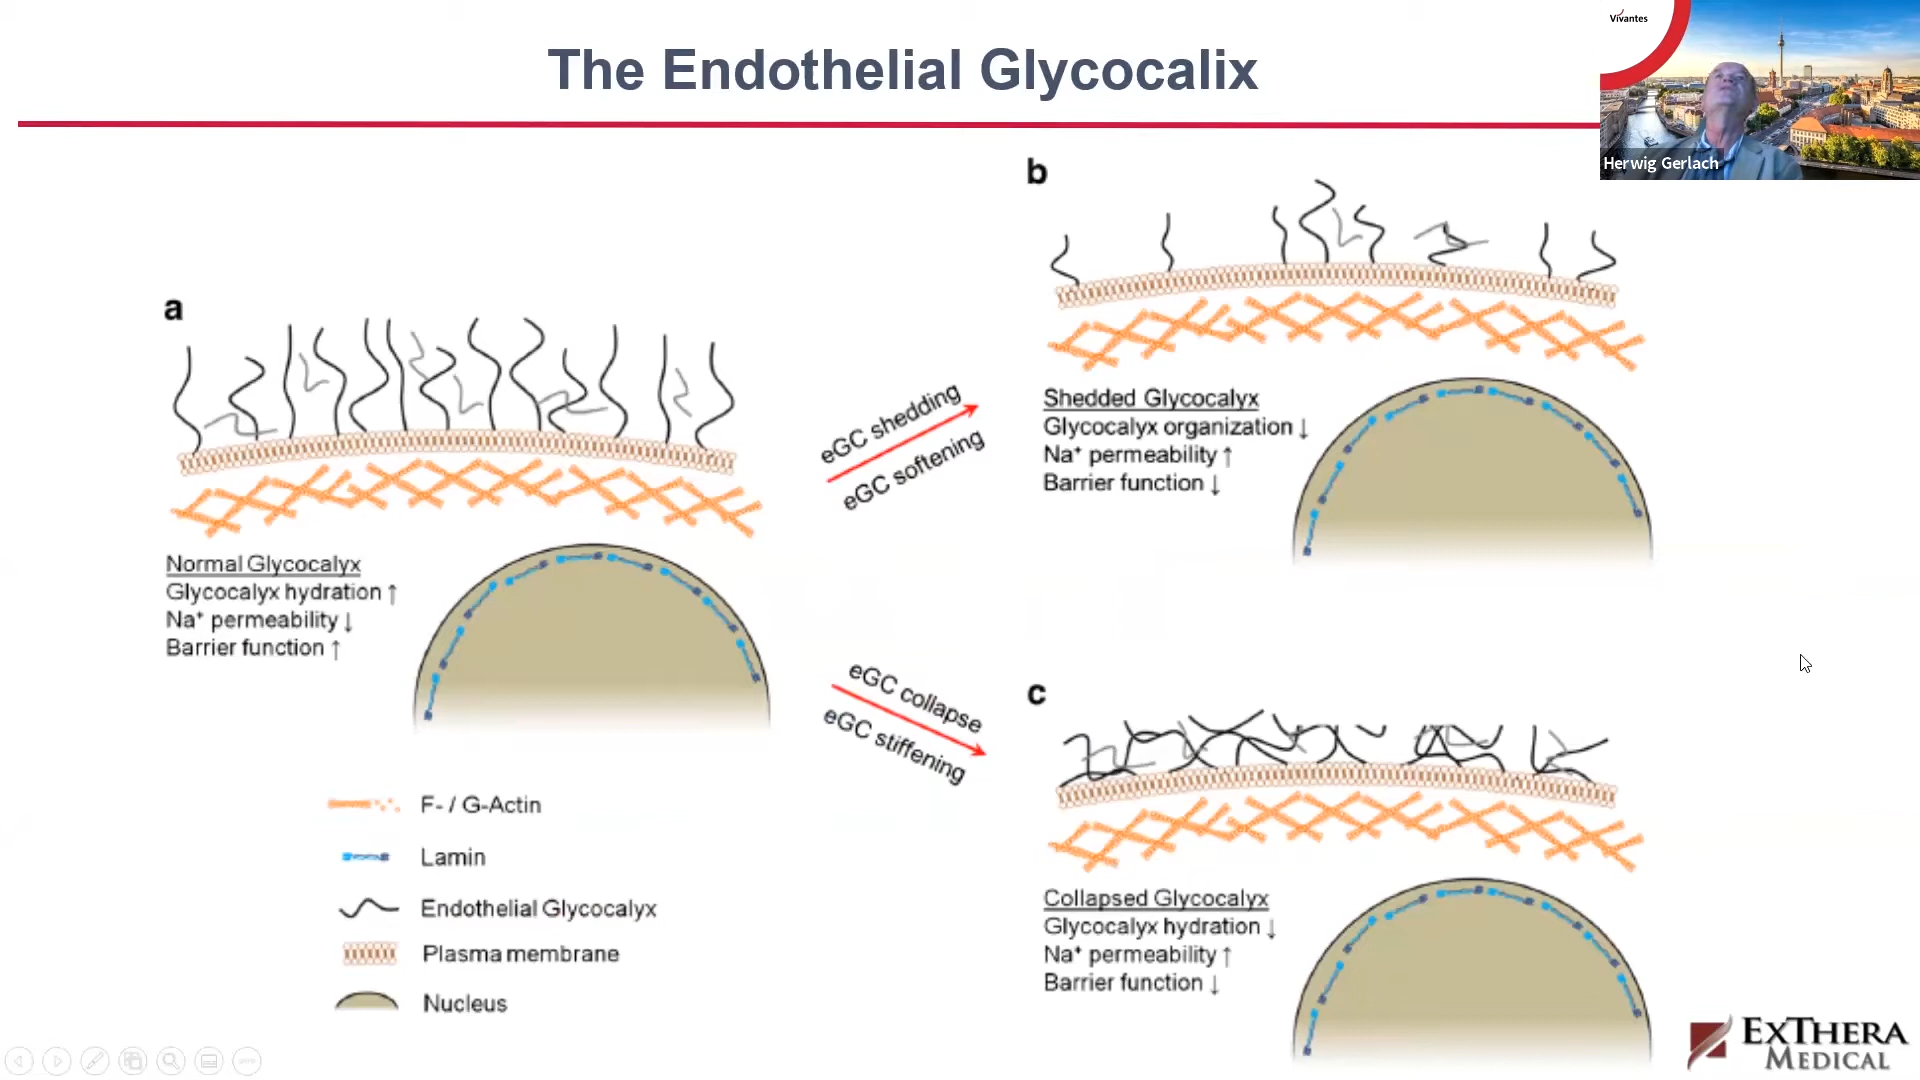 The Endothelial Glycocalix
Vivantes
Herwig Gerlach
a
Normal Glycocalyx
Glycocalyx hydration ↑
Na⁺ permeability ↓
Barrier function ↑
eGC shedding
eGC softening
eGC collapse
eGC stiffening
b
Shedded Glycocalyx
Glycocalyx organization ↓
Na⁺ permeability ↑
Barrier function ↓
c
Collapsed Glycocalyx
Glycocalyx hydration ↓
Na⁺ permeability ↑
Barrier function ↓
F- / G-Actin
Lamin
Endothelial Glycocalyx
Plasma membrane
Nucleus
EXTHERA
MEDICAL